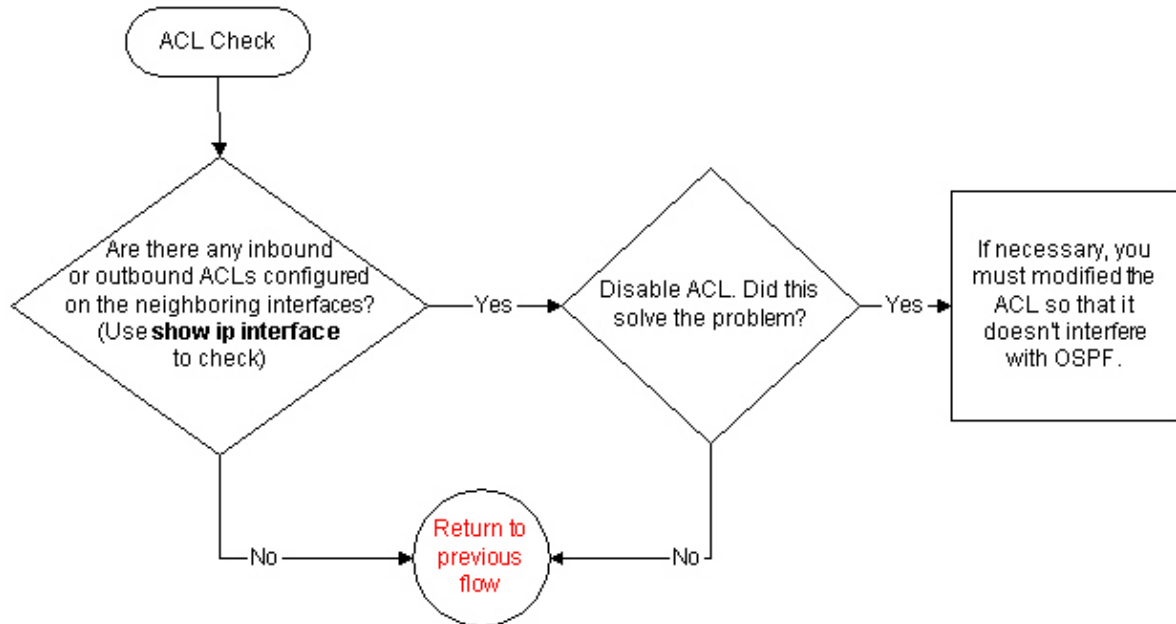 ACL Check
Are there any inbound
or outbound ACLs configured
on the neighboring interfaces?
(Use show ip interface
to check)
Yes
Disable ACL. Did this
solve the problem?
Yes
If necessary, you
must modified the
ACL so that it
doesn't interfere
with OSPF.
No
Return to
previous
flow
No